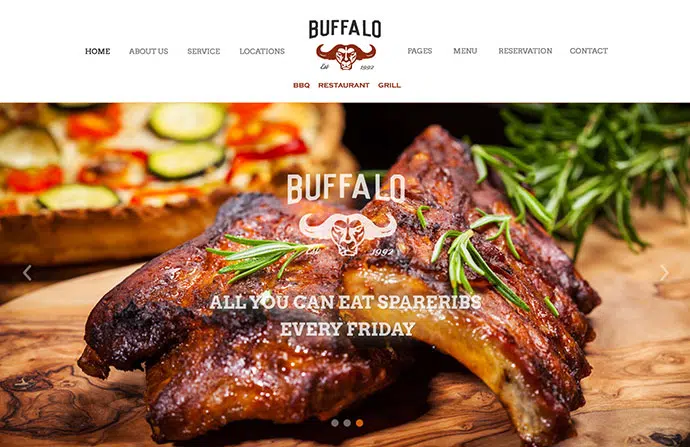 BUFFALO
HOME ABOUT US SERVICE LOCATIONS PAGES MENU RESERVATION CONTACT
Est 1992
BBQ RESTAURANT GRILL
BUFFALO
Est 1992
ALL YOU CAN EAT SPARERIBS
EVERY FRIDAY